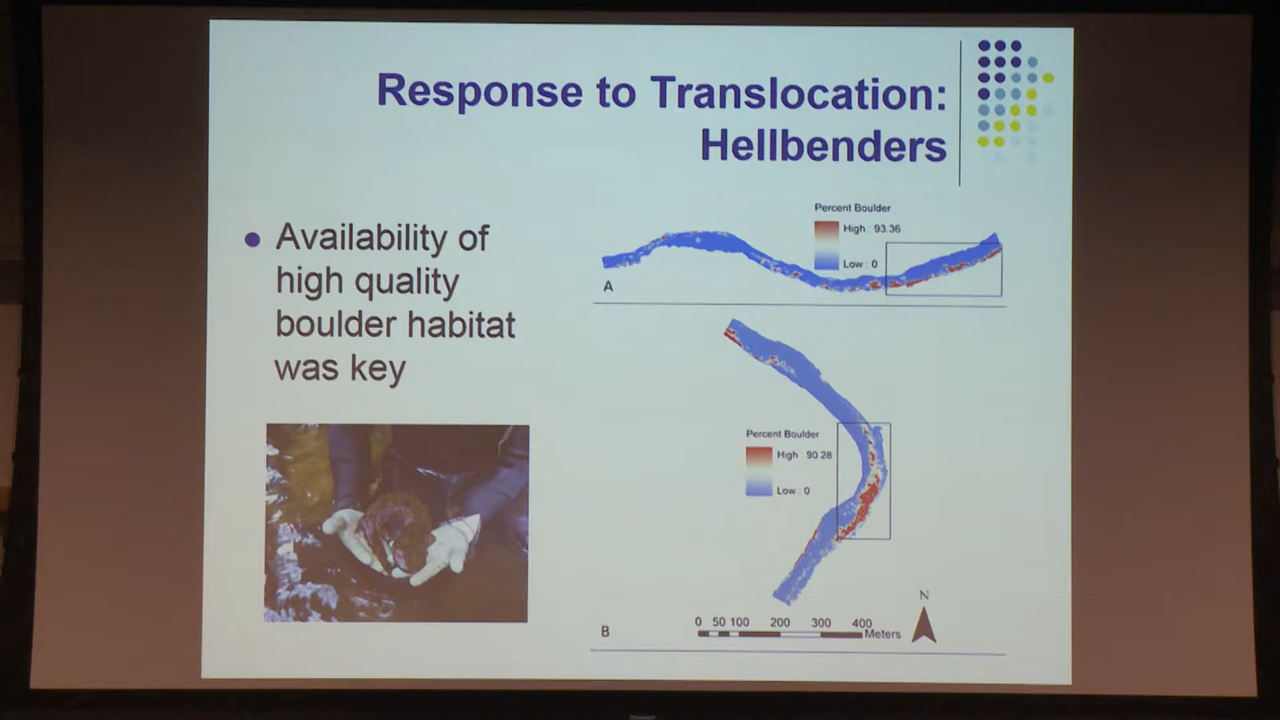 Response to Translocation:
Hellbenders
Availability of
high quality
boulder habitat
was key
Percent Boulder
High : 93.36
Low : 0
A
Percent Boulder
High 90.28
Low : 0
N
0 50 100 200 300 400
Meters
B